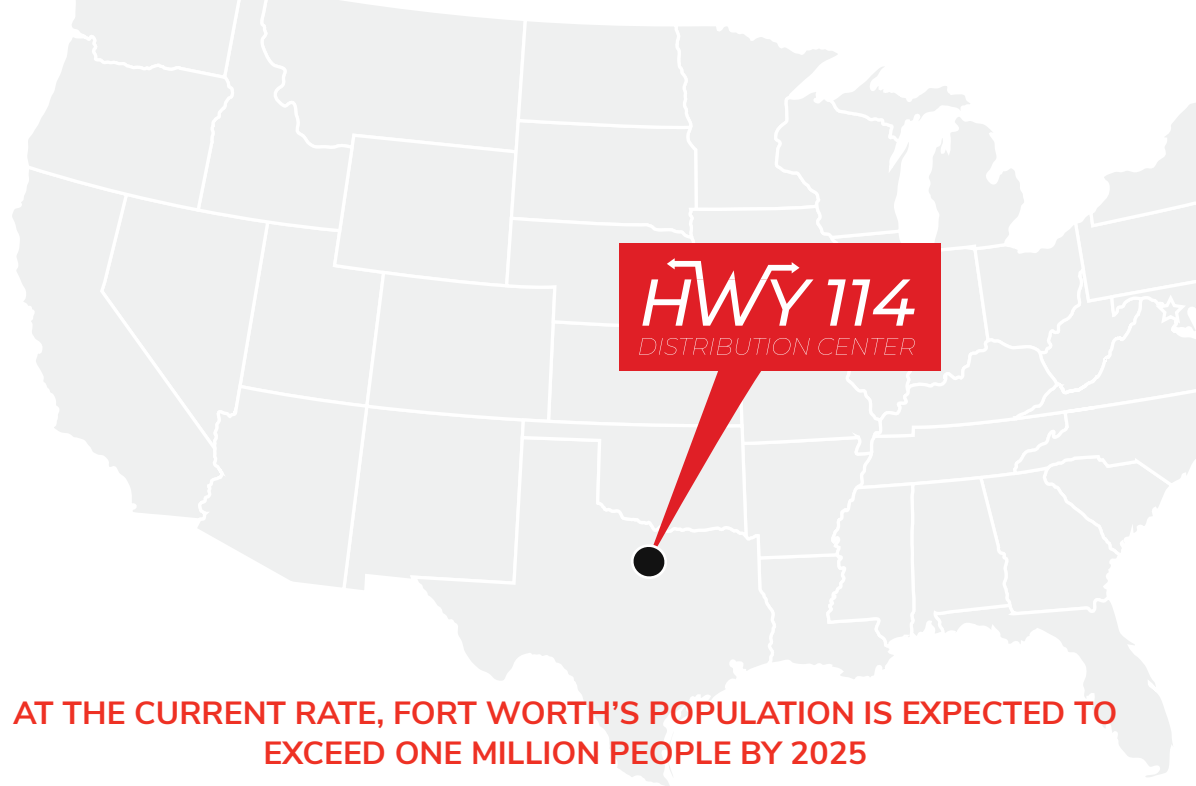 HWY 114
DISTRIBUTION CENTER
AT THE CURRENT RATE, FORT WORTH’S POPULATION IS EXPECTED TO
EXCEED ONE MILLION PEOPLE BY 2025